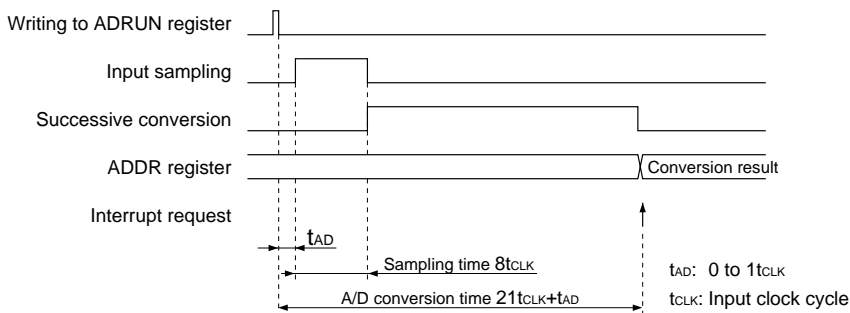 Writing to ADRUN register
Input sampling
Successive conversion
ADDR register
Conversion result
Interrupt request
tAD
Sampling time 8tCLK
tAD: 0 to 1tCLK
A/D conversion time 21tCLK+tAD
tCLK: Input clock cycle